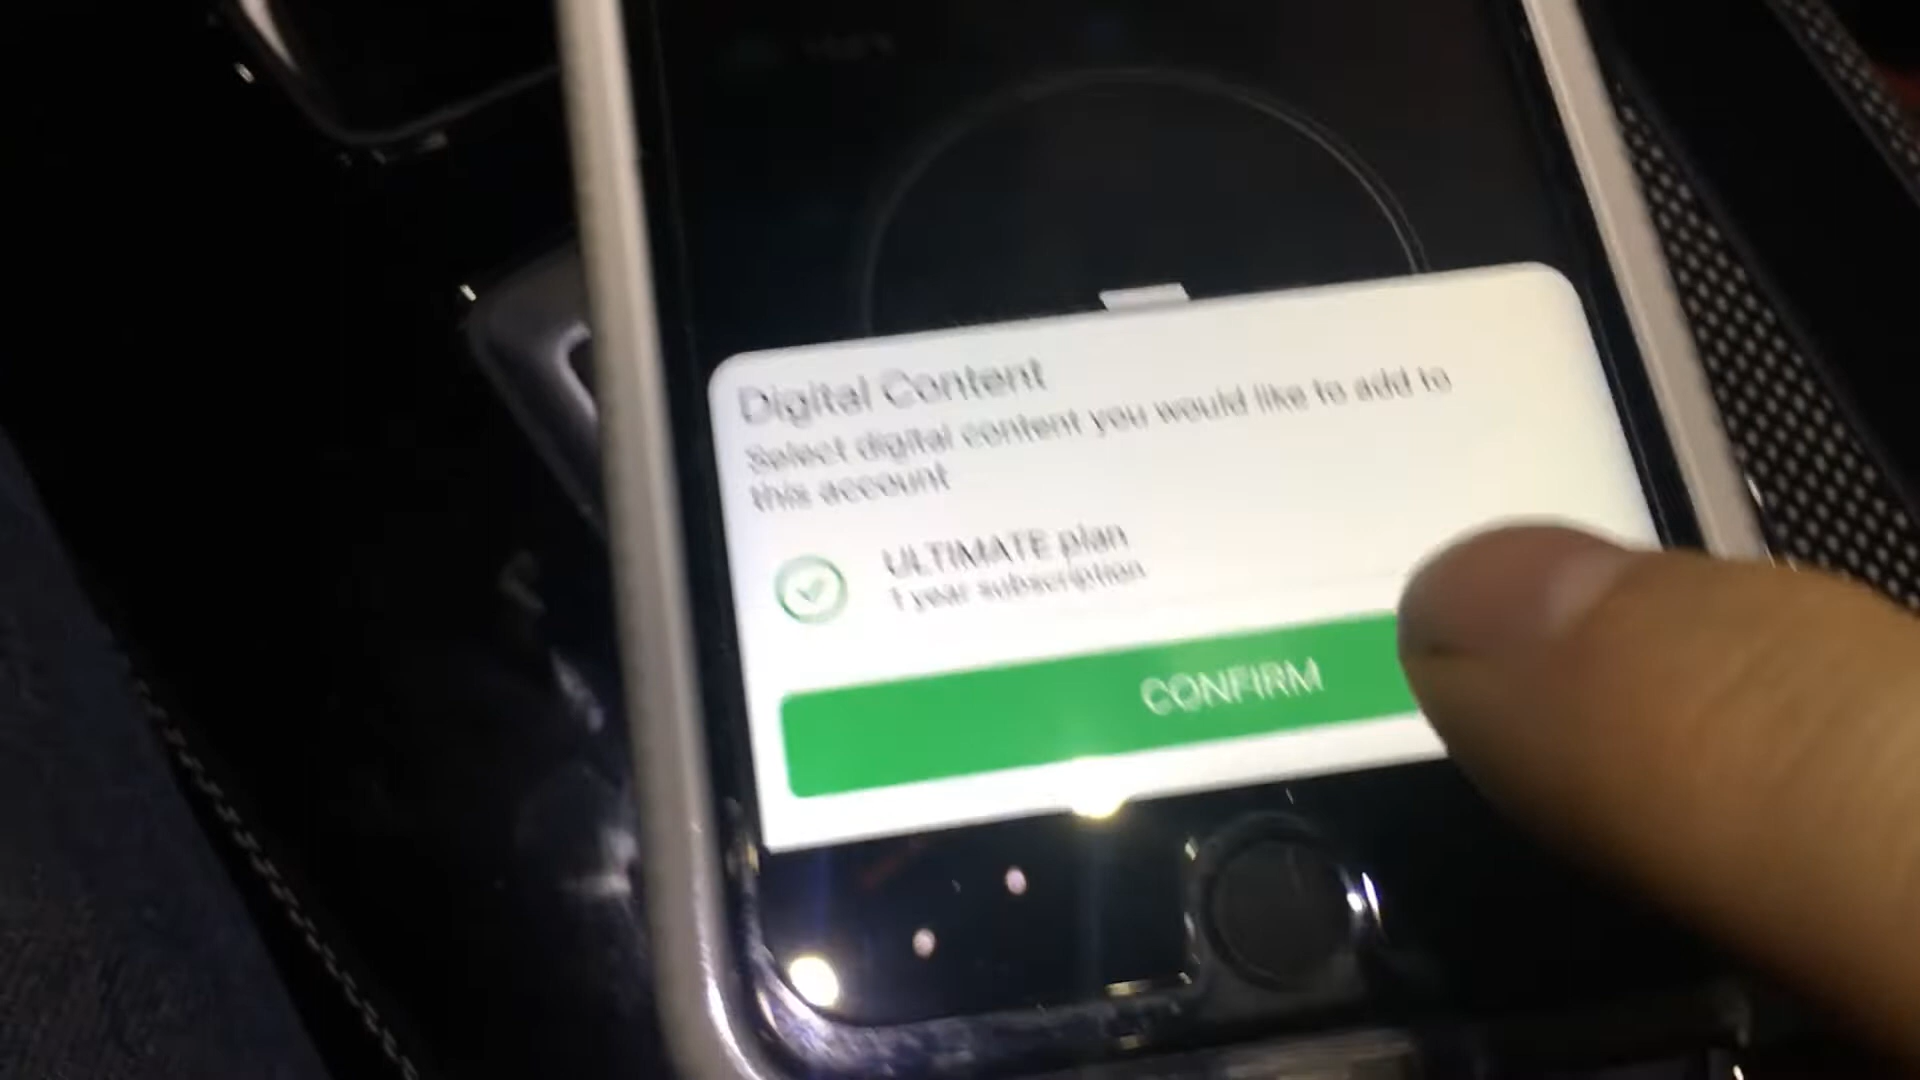 Digital Content
Select digital content you would like to add to
this account
ULTIMATE plan
1 year subscription
CONFIRM